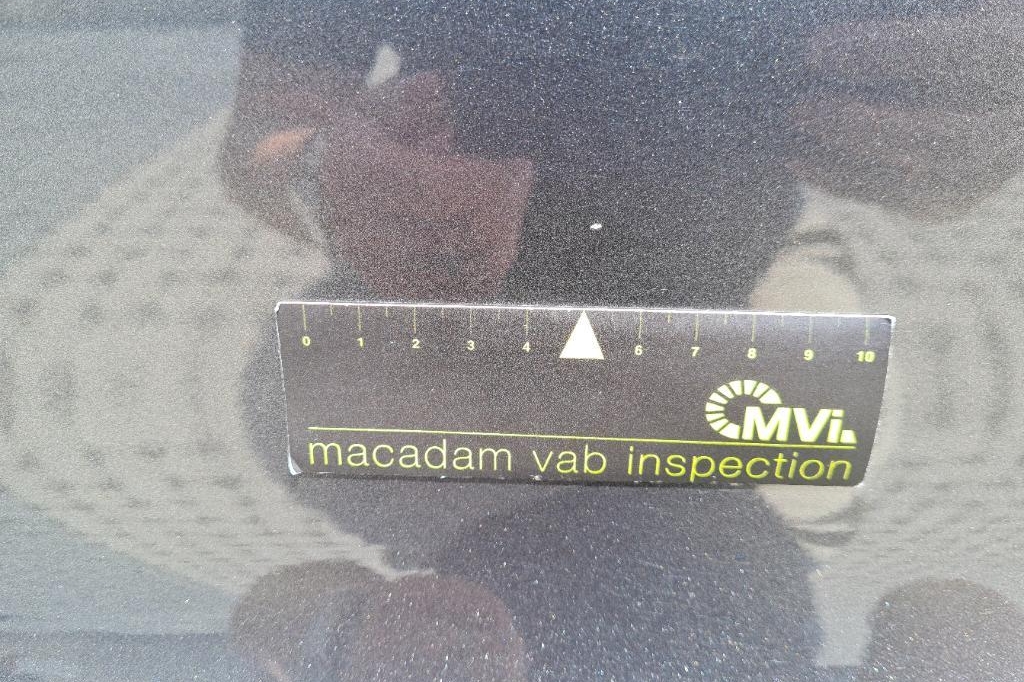 0 1 2 3 4 6 7 8 9 10
MVi
macadam vab inspection